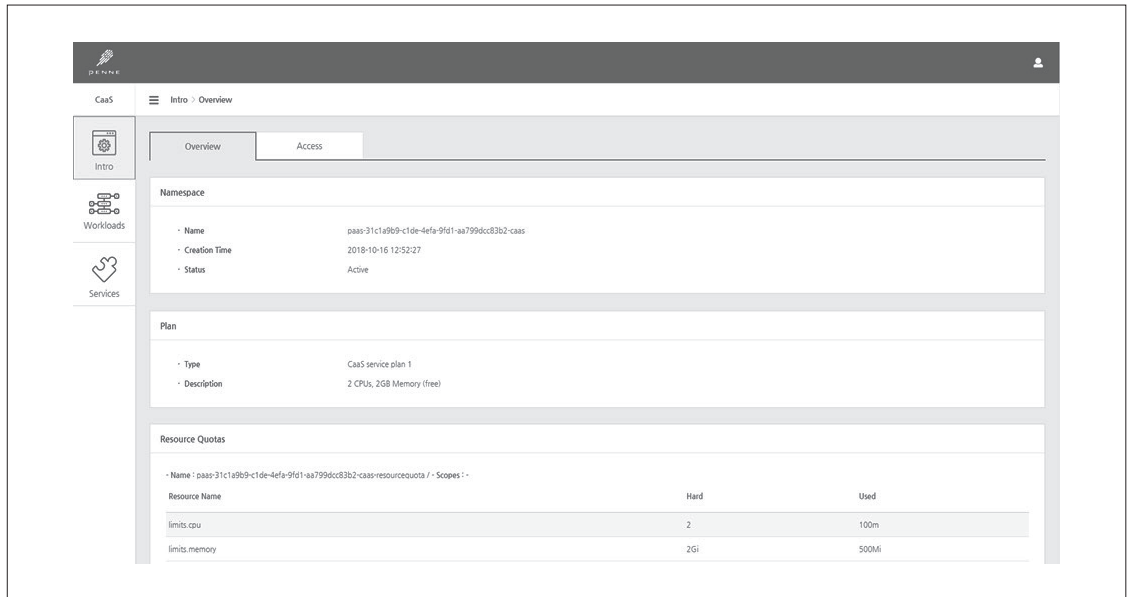 PENNE
CaaS
Intro > Overview
Intro
Workloads
Services
Overview
Access
Namespace
· Name paas-31c1a9b9-c1de-4efa-9fd1-aa799dcc83b2-caas
· Creation Time 2018-10-16 12:52:27
· Status Active
Plan
· Type CaaS service plan 1
· Description 2 CPUs, 2GB Memory (free)
Resource Quotas
- Name : paas-31c1a9b9-c1de-4efa-9fd1-aa799dcc83b2-caas-resourcequota / - Scopes : -
Resource Name Hard Used
limits.cpu 2 100m
limits.memory 2Gi 500Mi